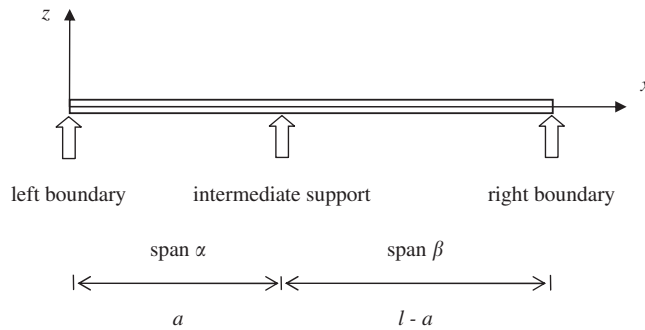 z
x
left boundary intermediate support right boundary
span α span β
a l - a